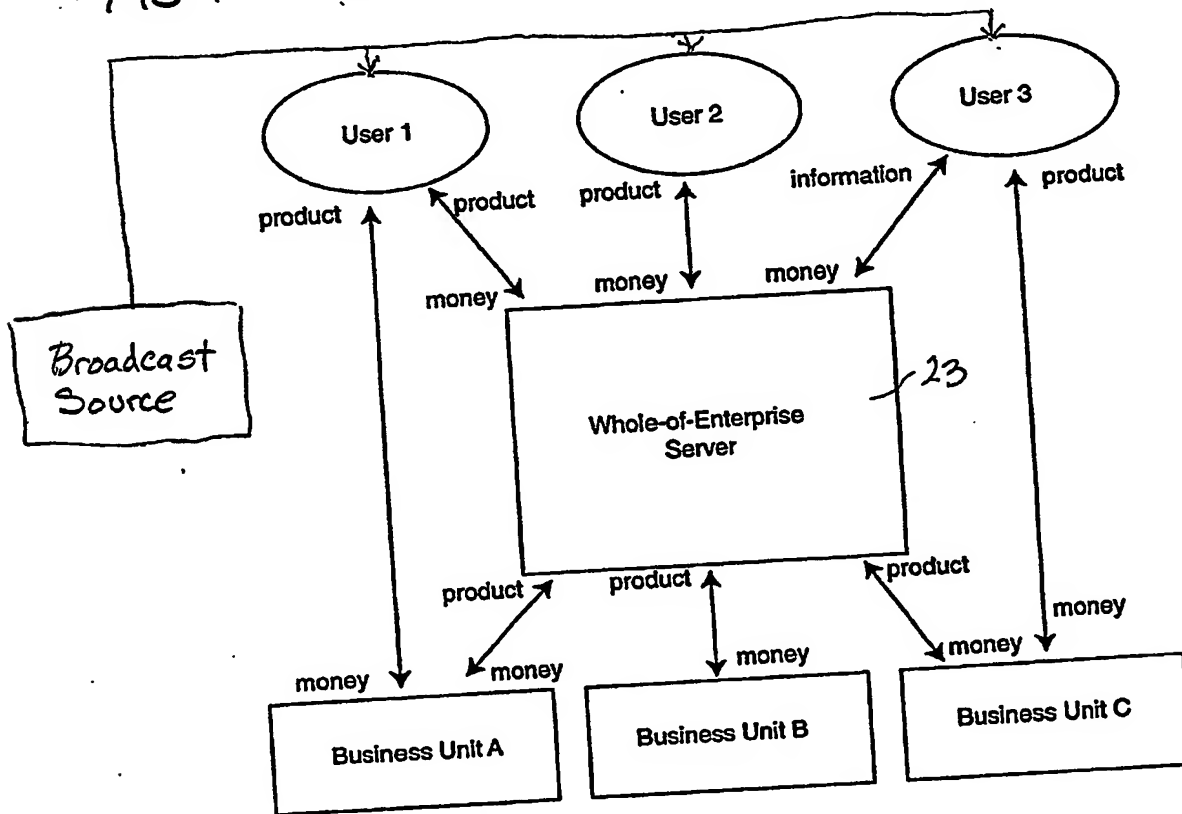 User 1
User 2
User 3
product
product
product
information
product
money
money
money
Broadcast
Source
23
Whole-of-Enterprise
Server
product
product
product
money
money
money
money
money
Business Unit A
Business Unit B
Business Unit C